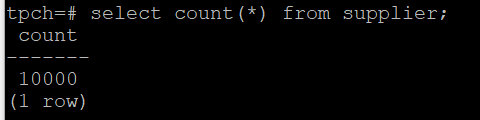 tpch=# select count(*) from supplier;
count
-------
10000
(1 row)